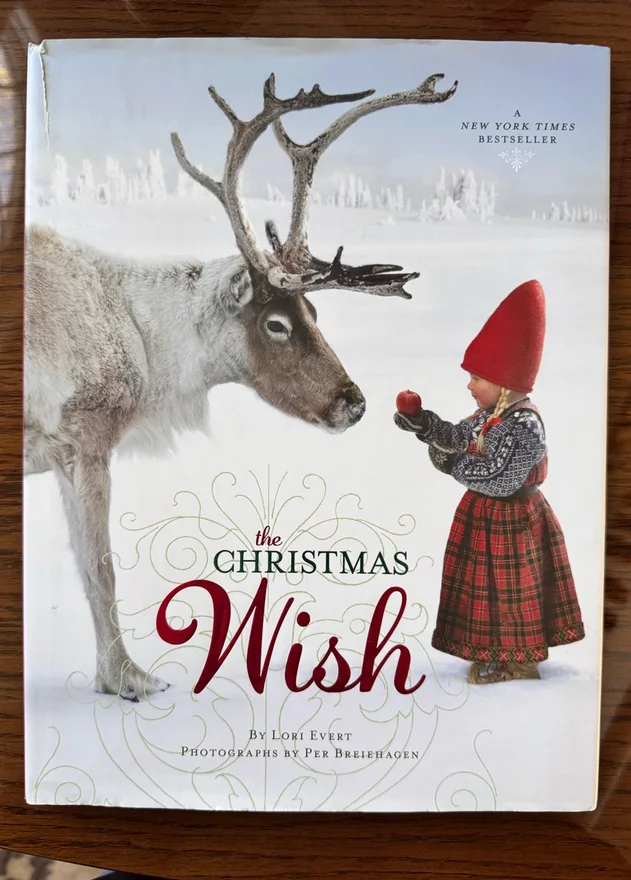 A
NEW YORK TIMES
BESTSELLER
the
CHRISTMAS
Wish
BY LORI EVERT
PHOTOGRAPHS BY PER BREIEHAGEN